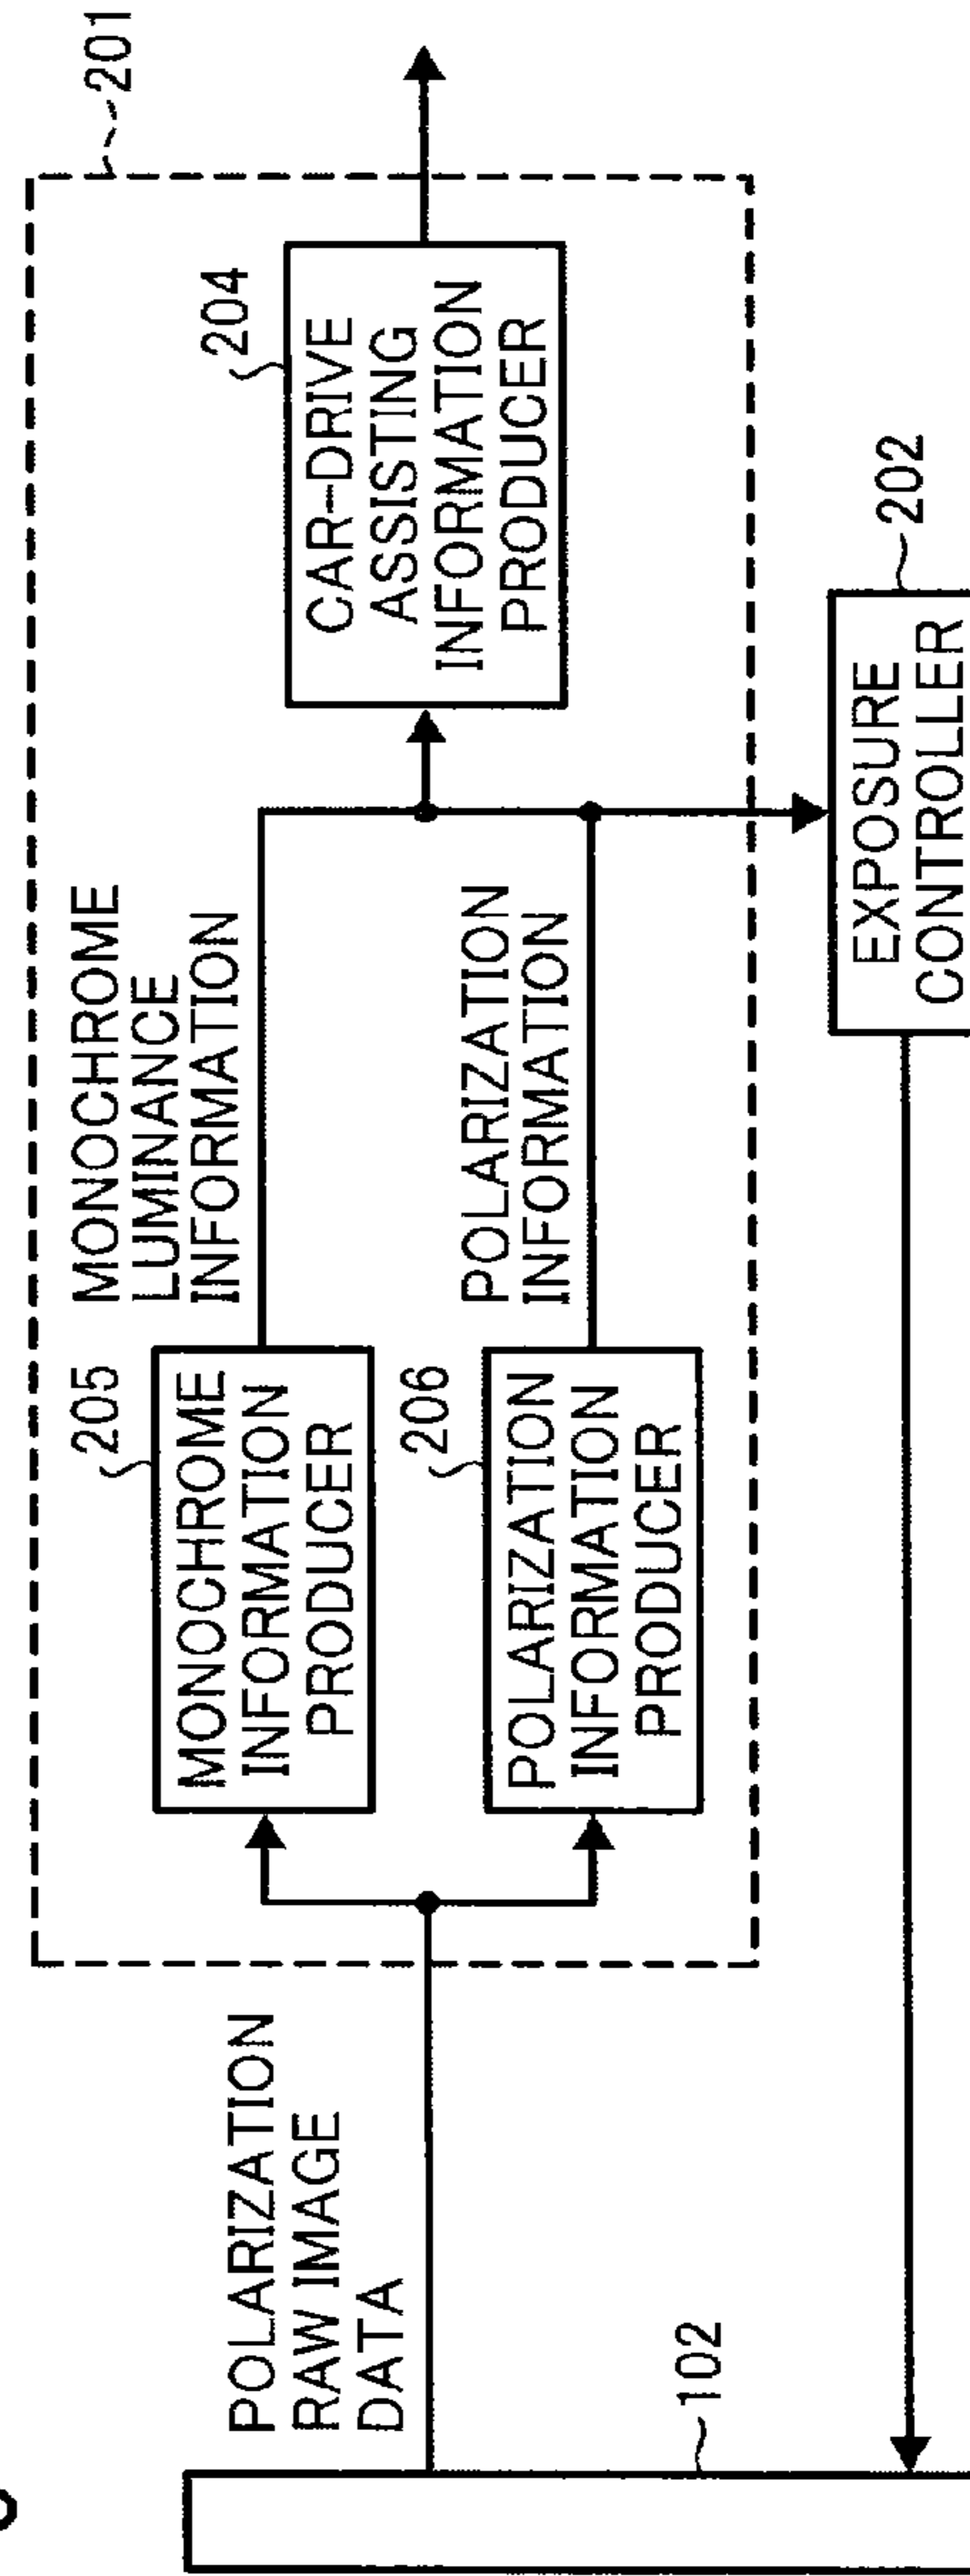 POLARIZATION
RAW IMAGE
DATA
102
205
MONOCHROME
INFORMATION
PRODUCER
206
POLARIZATION
INFORMATION
PRODUCER
MONOCHROME
LUMINANCE
INFORMATION
POLARIZATION
INFORMATION
204
CAR-DRIVE
ASSISTING
INFORMATION
PRODUCER
201
202
EXPOSURE
CONTROLLER